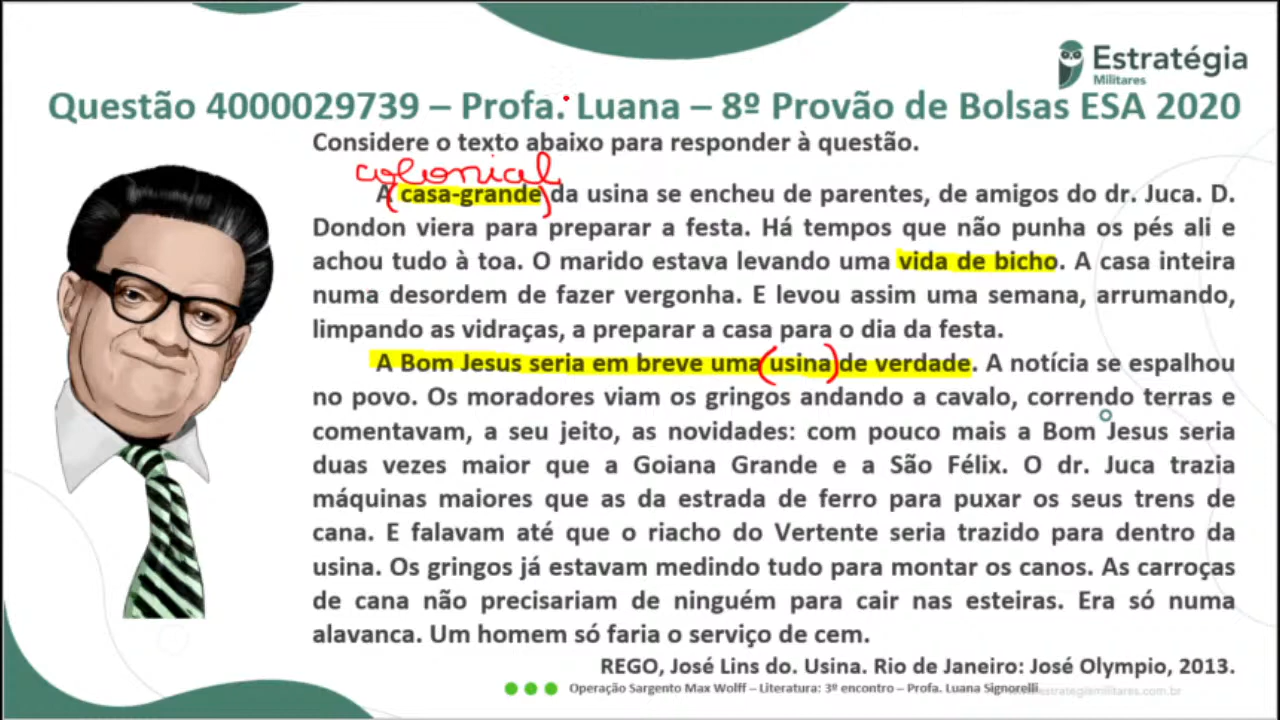 Estratégia
Militares
Questão 4000029739 – Profa. Luana – 8º Provão de Bolsas ESA 2020
Considere o texto abaixo para responder à questão.
colonial
A casa-grande da usina se encheu de parentes, de amigos do dr. Juca. D.
Dondon viera para preparar a festa. Há tempos que não punha os pés ali e
achou tudo à toa. O marido estava levando uma vida de bicho. A casa inteira
numa desordem de fazer vergonha. E levou assim uma semana, arrumando,
limpando as vidraças, a preparar a casa para o dia da festa.
A Bom Jesus seria em breve uma usina de verdade. A notícia se espalhou
no povo. Os moradores viam os gringos andando a cavalo, correndo terras e
comentavam, a seu jeito, as novidades: com pouco mais a Bom Jesus seria
duas vezes maior que a Goiana Grande e a São Félix. O dr. Juca trazia
máquinas maiores que as da estrada de ferro para puxar os seus trens de
cana. E falavam até que o riacho do Vertente seria trazido para dentro da
usina. Os gringos já estavam medindo tudo para montar os canos. As carroças
de cana não precisariam de ninguém para cair nas esteiras. Era só numa
alavanca. Um homem só faria o serviço de cem.
REGO, José Lins do. Usina. Rio de Janeiro: José Olympio, 2013.
Operação Sargento Max Wolff – Literatura: 3º encontro – Profa. Luana Signorelli
estrategiamilitares.com.br